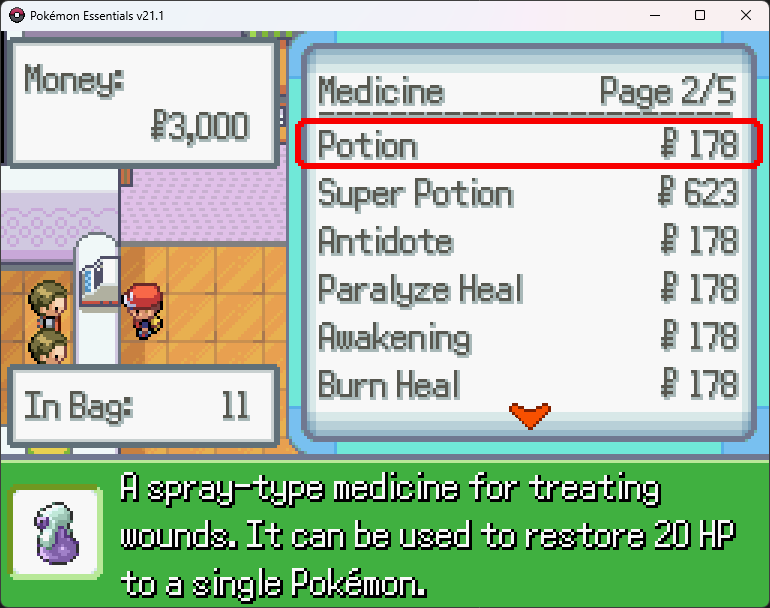 Pokémon Essentials v21.1
Money:
₽3,000
Medicine Page 2/5
Potion ₽ 178
Super Potion ₽ 623
Antidote ₽ 178
Paralyze Heal ₽ 178
Awakening ₽ 178
Burn Heal ₽ 178
In Bag: 11
A spray-type medicine for treating
wounds. It can be used to restore 20 HP
to a single Pokémon.